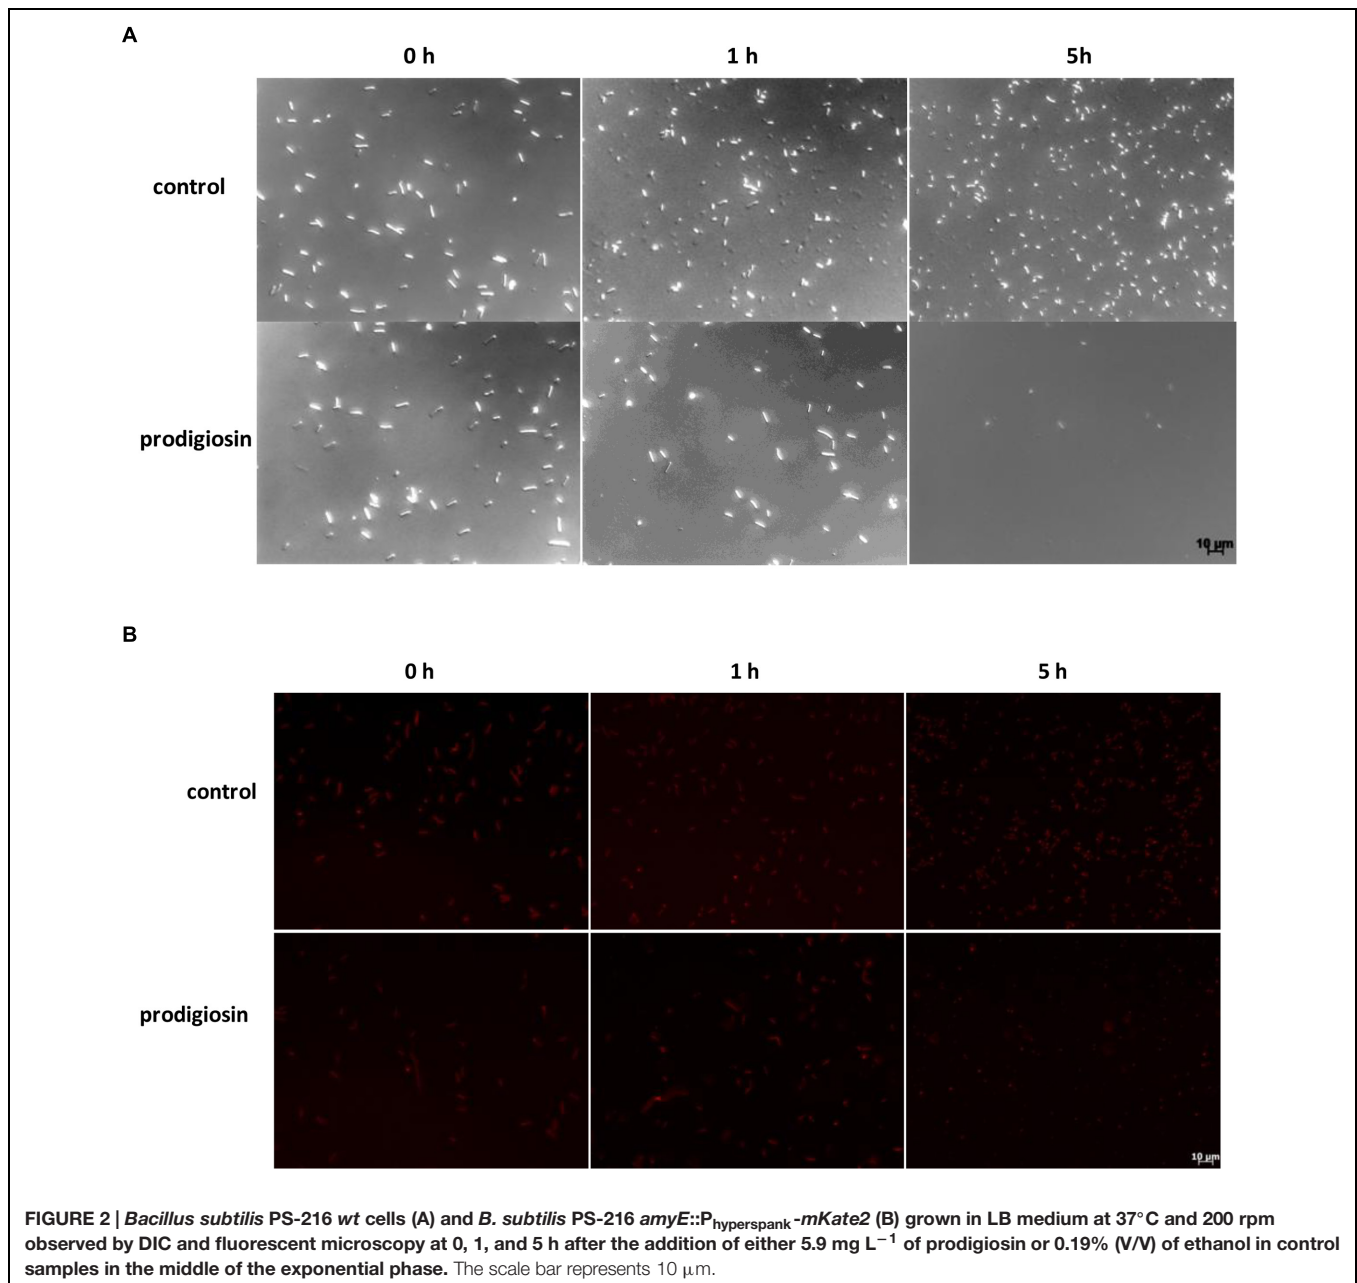 A
0 h 1 h 5h
control
prodigiosin
10 µm
B
0 h 1 h 5 h
control
prodigiosin
10 µm
FIGURE 2 | Bacillus subtilis PS-216 wt cells (A) and B. subtilis PS-216 amyE::Phyperspank-mKate2 (B) grown in LB medium at 37°C and 200 rpm
observed by DIC and fluorescent microscopy at 0, 1, and 5 h after the addition of either 5.9 mg L−1 of prodigiosin or 0.19% (V/V) of ethanol in control
samples in the middle of the exponential phase. The scale bar represents 10 μm.